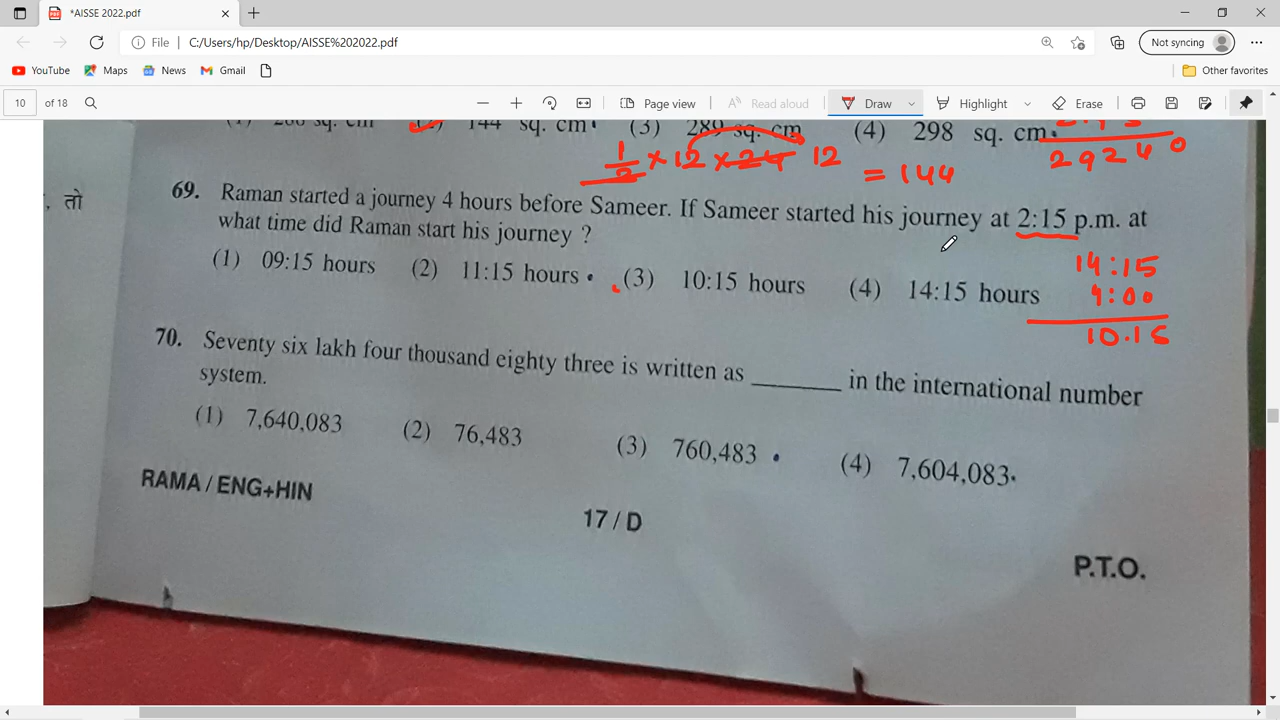 *AISSE 2022.pdf
File C:/Users/hp/Desktop/AISSE%202022.pdf Not syncing
YouTube Maps News Gmail Other favorites
10 of 18 Page view Read aloud Draw Highlight Erase
144 sq. cm (3) 289 sq. cm (4) 298 sq. cm
1/2 × 12 × 24 12 = 144
29240
, तो
69. Raman started a journey 4 hours before Sameer. If Sameer started his journey at 2:15 p.m. at
what time did Raman start his journey ?
(1) 09:15 hours (2) 11:15 hours (3) 10:15 hours (4) 14:15 hours
14:15
4:00
10.15
70. Seventy six lakh four thousand eighty three is written as ________ in the international number
system.
(1) 7,640,083 (2) 76,483 (3) 760,483 (4) 7,604,083
RAMA / ENG+HIN
17 / D
P.T.O.